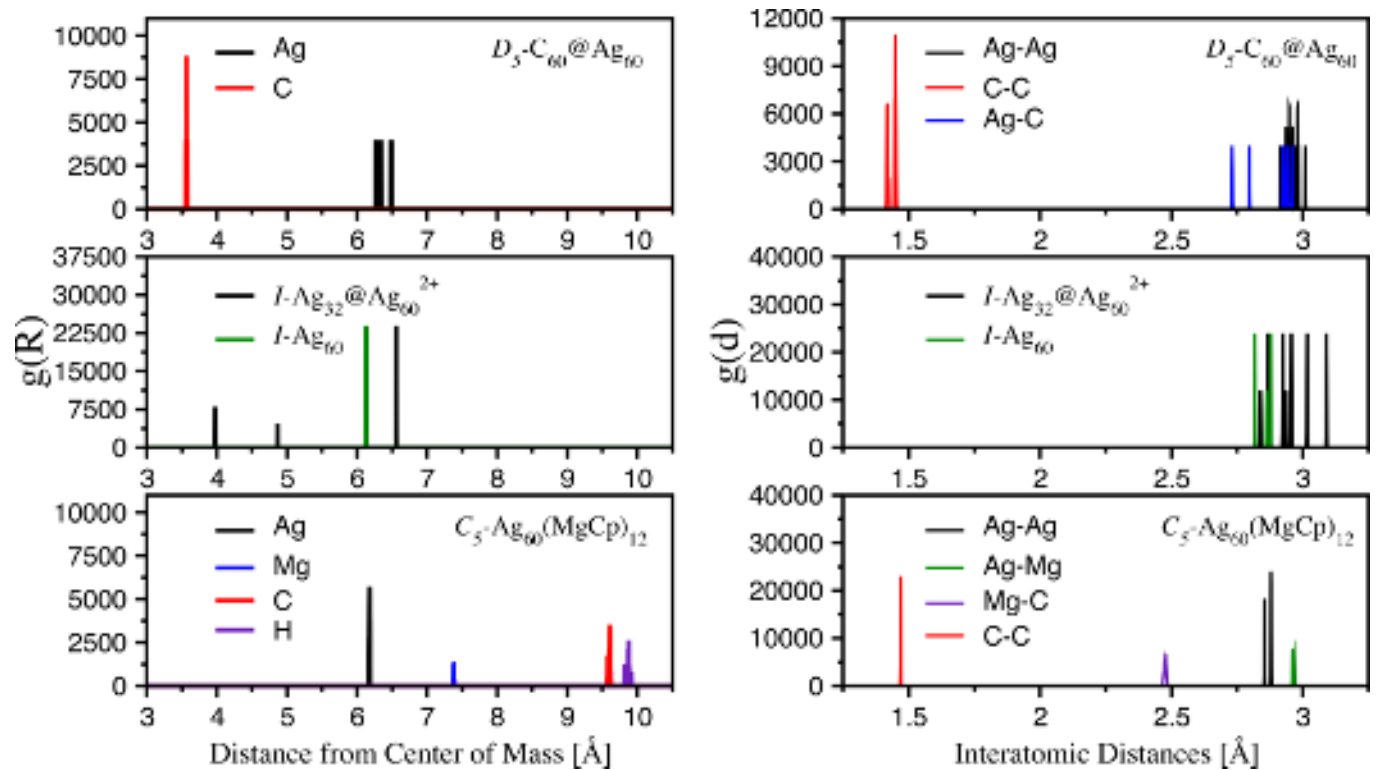 10000
7500
5000
2500
0
Ag
C
D₅-C₆₀@Ag₆₀
3 4 5 6 7 8 9 10
12000
9000
6000
3000
0
Ag-Ag
C-C
Ag-C
D₅-C₆₀@Ag₆₀
1.5 2 2.5 3
g(R)
37500
30000
22500
15000
7500
0
I-Ag₃₂@Ag₆₀²⁺
I-Ag₆₀
3 4 5 6 7 8 9 10
g(d)
40000
30000
20000
10000
0
I-Ag₃₂@Ag₆₀²⁺
I-Ag₆₀
1.5 2 2.5 3
10000
7500
5000
2500
0
Ag
Mg
C
H
C₅-Ag₆₀(MgCp)₁₂
3 4 5 6 7 8 9 10
Distance from Center of Mass [Å]
40000
30000
20000
10000
0
Ag-Ag
Ag-Mg
Mg-C
C-C
C₅-Ag₆₀(MgCp)₁₂
1.5 2 2.5 3
Interatomic Distances [Å]